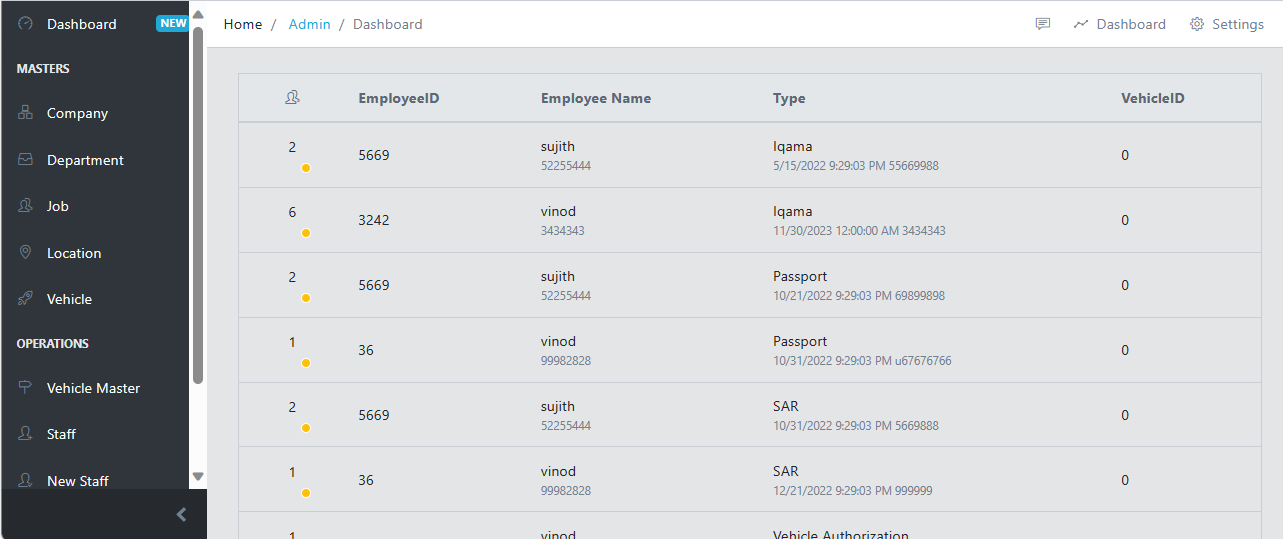 Dashboard NEW
MASTERS
Company
Department
Job
Location
Vehicle
OPERATIONS
Vehicle Master
Staff
New Staff
Home / Admin / Dashboard
Dashboard Settings
EmployeeID Employee Name Type VehicleID
2 5669 sujith Iqama 0
52255444 5/15/2022 9:29:03 PM 55669988
6 3242 vinod Iqama 0
3434343 11/30/2023 12:00:00 AM 3434343
2 5669 sujith Passport 0
52255444 10/21/2022 9:29:03 PM 69899898
1 36 vinod Passport 0
99982828 10/31/2022 9:29:03 PM u67676766
2 5669 sujith SAR 0
52255444 10/31/2022 9:29:03 PM 5669888
1 36 vinod SAR 0
99982828 12/21/2022 9:29:03 PM 999999
1 vinod Vehicle Authorization